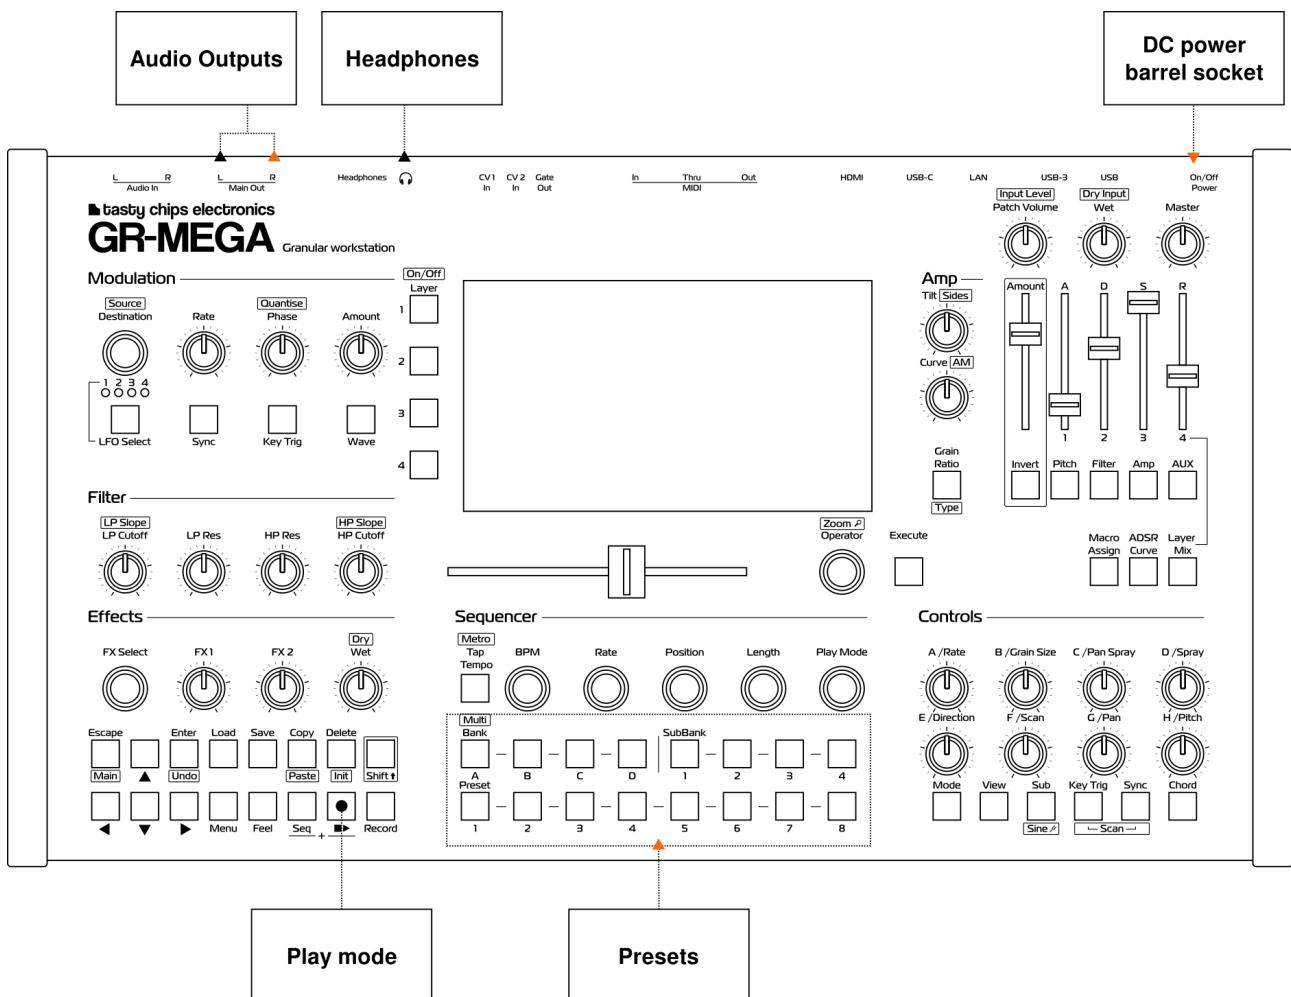 Audio Outputs
Headphones
DC power
barrel socket
L R
Audio In
L R
Main Out
Headphones
CV 1 CV 2 Gate
In In Out
In Thru Out
MIDI
HDMI
USB-C
LAN
USB-3
USB
On/Off
Power
tasty chips electronics
GR-MEGA Granular workstation
Input Level
Patch Volume
Dry Input
Wet
Master
Modulation
Source
Destination
Rate
Quantise
Phase
Amount
1 2 3 4
LFO Select
Sync
Key Trig
Wave
On/Off
Layer
1
2
3
4
Amp
Tilt Sides
Curve AM
Grain
Ratio
Type
Amount A D S R
1 2 3 4
Invert Pitch Filter Amp AUX
Macro
Assign
ADSR
Curve
Layer
Mix
Filter
LP Slope
LP Cutoff
LP Res
HP Res
HP Slope
HP Cutoff
Zoom
Operator
Execute
Effects
FX Select
FX 1
FX 2
Dry
Wet
Escape Enter Load Save Copy Delete
Main Undo Paste Init Shift
Menu Feel Seq + Record
Sequencer
Metro
Tap
Tempo
BPM
Rate
Position
Length
Play Mode
Multi
Bank
SubBank
A B C D 1 2 3 4
Preset
1 2 3 4 5 6 7 8
Controls
A /Rate
B /Grain Size
C /Pan Spray
D /Spray
E /Direction
F /Scan
G /Pan
H /Pitch
Mode View Sub Key Trig Sync Chord
Sine
Scan
Play mode
Presets